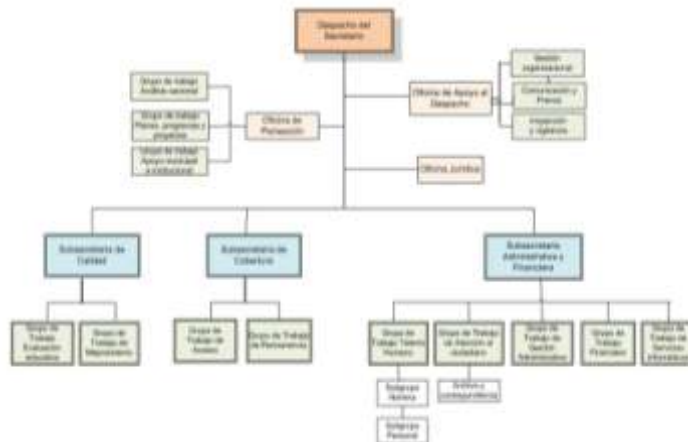 Despacho del
Secretario
Grupo de trabajo
Grupo de trabajo
Planes, programas y
proyectos
Grupo de trabajo
Apoyo municipal
e institucional
Oficina de
Planeación
Oficina de Apoyo al
Despacho
Gestión
organizacional
Comunicación y
Prensa
Inspección
y vigilancia
Oficina Jurídica
Subsecretaría de
Calidad
Subsecretaría de
Cobertura
Subsecretaría
Administrativa y
Financiera
Grupo de
Trabajo
Evaluación
educativa
Grupo de
Trabajo de
Mejoramiento
Grupo de
Trabajo de
Acceso
Grupo de Trabajo
de Permanencia
Grupo de
Trabajo Talento
Humano
Grupo de Trabajo
de Atención al
ciudadano
Grupo de
Trabajo de
Gestión
Administrativa
Grupo de
Trabajo
Financiera
Grupo de
Trabajo de
Servicios
Informáticos
Subgrupo
Nómina
Subgrupo
Personal
Archivo y
correspondencia